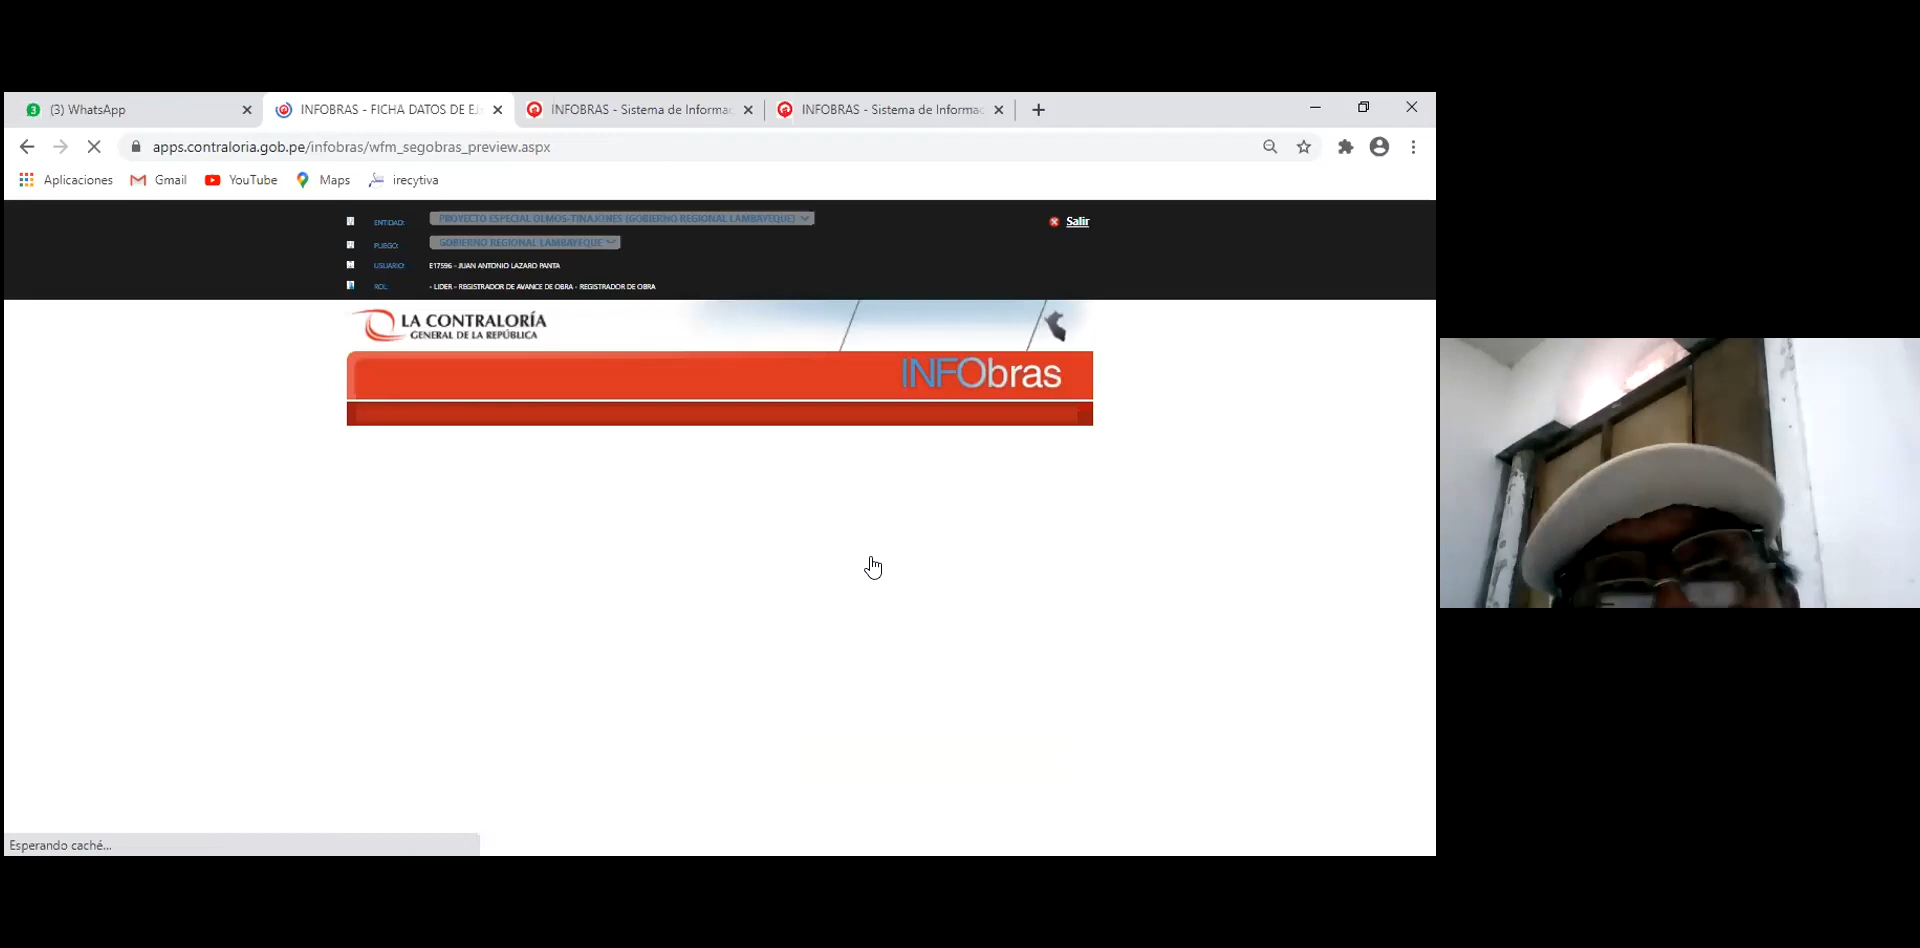 (3) WhatsApp
INFOBRAS - FICHA DATOS DE EJ
INFOBRAS - Sistema de Informac
INFOBRAS - Sistema de Informac
apps.contraloria.gob.pe/infobras/wfm_segobras_preview.aspx
Aplicaciones
Gmail
YouTube
Maps
irecytiva
ENTIDAD: PROYECTO ESPECIAL OLMOS-TINAJONES (GOBIERNO REGIONAL LAMBAYEQUE)
Salir
PLIEGO: GOBIERNO REGIONAL LAMBAYEQUE
USUARIO: E17596 - JUAN ANTONIO LAZARO PANTA
ROL: - LIDER - REGISTRADOR DE AVANCE DE OBRA - REGISTRADOR DE OBRA
LA CONTRALORÍA
GENERAL DE LA REPÚBLICA
INFObras
Esperando caché...